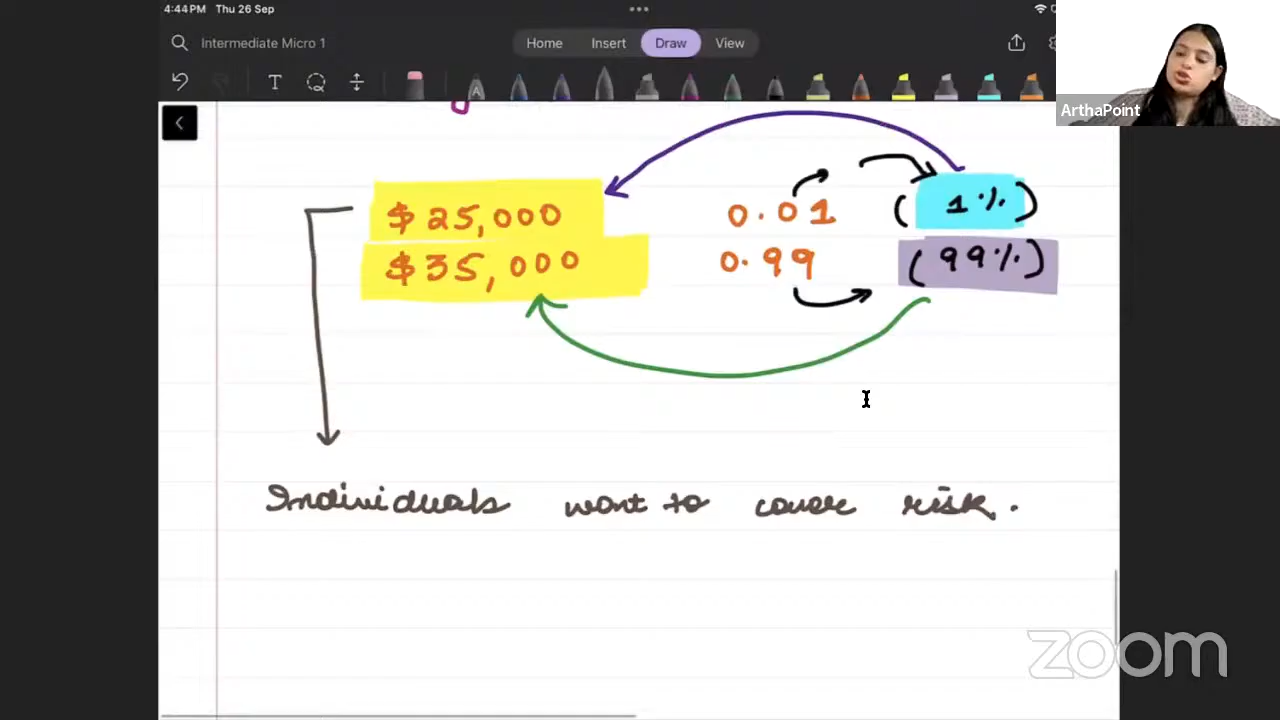 4:44 PM Thu 26 Sep
Intermediate Micro 1
Home Insert Draw View
T
A
ArthaPoint
$25,000 0.01 (1%)
$35,000 0.99 (99%)
Individuals want to cover risk.
zoom